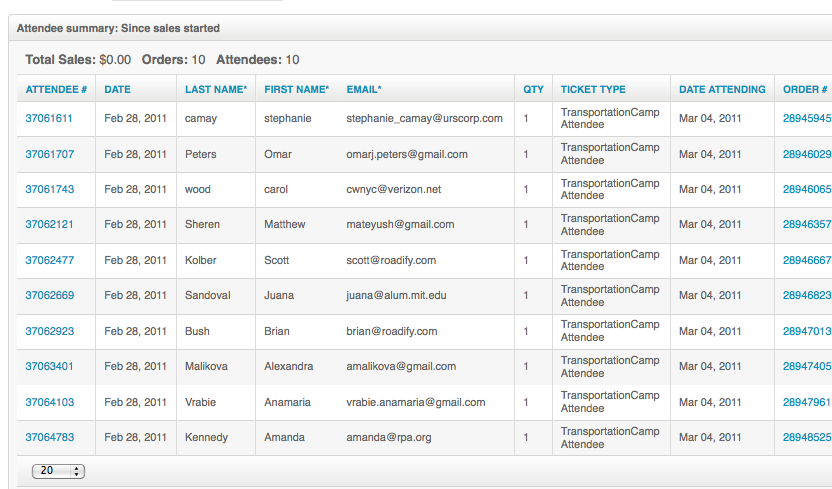 Attendee summary: Since sales started
Total Sales: $0.00 Orders: 10 Attendees: 10
ATTENDEE # DATE LAST NAME* FIRST NAME* EMAIL* QTY TICKET TYPE DATE ATTENDING ORDER #
37061611 Feb 28, 2011 camay stephanie stephanie_camay@urscorp.com 1 TransportationCamp Attendee Mar 04, 2011 28945945
37061707 Feb 28, 2011 Peters Omar omarj.peters@gmail.com 1 TransportationCamp Attendee Mar 04, 2011 28946029
37061743 Feb 28, 2011 wood carol cwnyc@verizon.net 1 TransportationCamp Attendee Mar 04, 2011 28946065
37062121 Feb 28, 2011 Sheren Matthew mateyush@gmail.com 1 TransportationCamp Attendee Mar 04, 2011 28946357
37062477 Feb 28, 2011 Kolber Scott scott@roadify.com 1 TransportationCamp Attendee Mar 04, 2011 28946667
37062669 Feb 28, 2011 Sandoval Juana juana@alum.mit.edu 1 TransportationCamp Attendee Mar 04, 2011 28946823
37062923 Feb 28, 2011 Bush Brian brian@roadify.com 1 TransportationCamp Attendee Mar 04, 2011 28947013
37063401 Feb 28, 2011 Malikova Alexandra amalikova@gmail.com 1 TransportationCamp Attendee Mar 04, 2011 28947405
37064103 Feb 28, 2011 Vrabie Anamaria vrabie.anamaria@gmail.com 1 TransportationCamp Attendee Mar 04, 2011 28947961
37064783 Feb 28, 2011 Kennedy Amanda amanda@rpa.org 1 TransportationCamp Attendee Mar 04, 2011 28948525
20